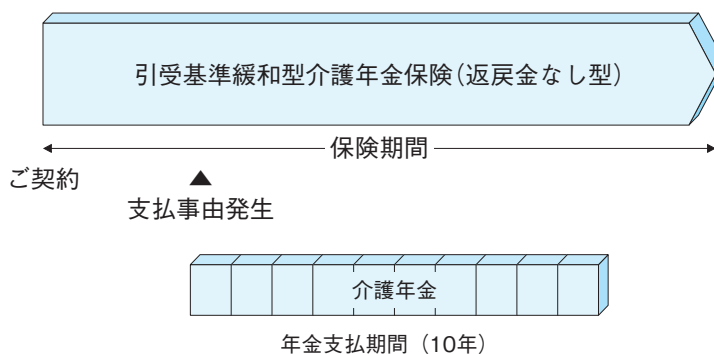 引受基準緩和型介護年金保険（返戻金なし型）
保険期間
ご契約
支払事由発生
介護年金
年金支払期間（10年）